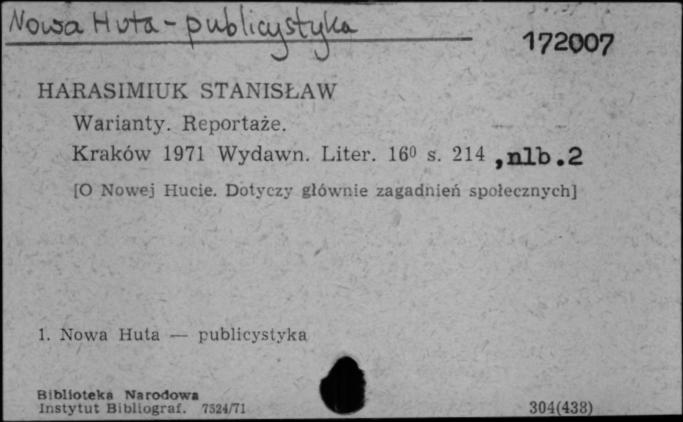 Nowa Huta - publicystyka
172007
HARASIMIUK STANISŁAW
Warianty. Reportaże.
Kraków 1971 Wydawn. Liter. 16⁰ s. 214 ,nlb.2
[O Nowej Hucie. Dotyczy głównie zagadnień społecznych]
1. Nowa Huta — publicystyka
Biblioteka Narodowa
Instytut Bibliograf. 7524/71
304(438)